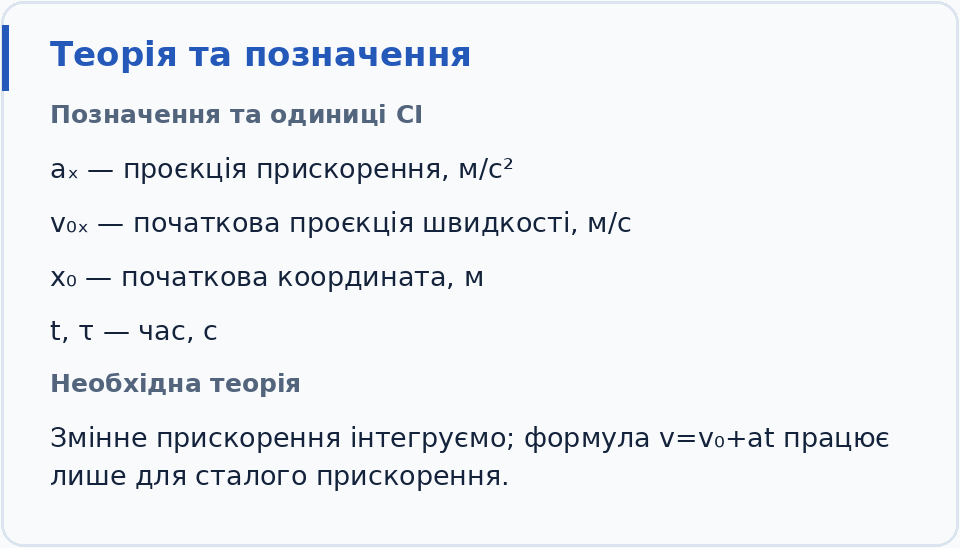 Теорія та позначення
Позначення та одиниці СІ
aₓ — проєкція прискорення, м/с²
v₀ₓ — початкова проєкція швидкості, м/с
x₀ — початкова координата, м
t, τ — час, с
Необхідна теорія
Змінне прискорення інтегруємо; формула v=v₀+at працює
лише для сталого прискорення.